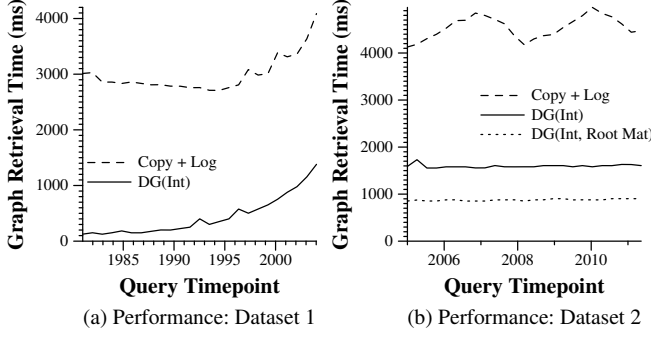 Graph Retrieval Time (ms)
4000
3000
2000
1000
0
Copy + Log
DG(Int)
1985 1990 1995 2000
Query Timepoint
(a) Performance: Dataset 1
Graph Retrieval Time (ms)
4000
3000
2000
1000
0
Copy + Log
DG(Int)
DG(Int, Root Mat)
2006 2008 2010
Query Timepoint
(b) Performance: Dataset 2